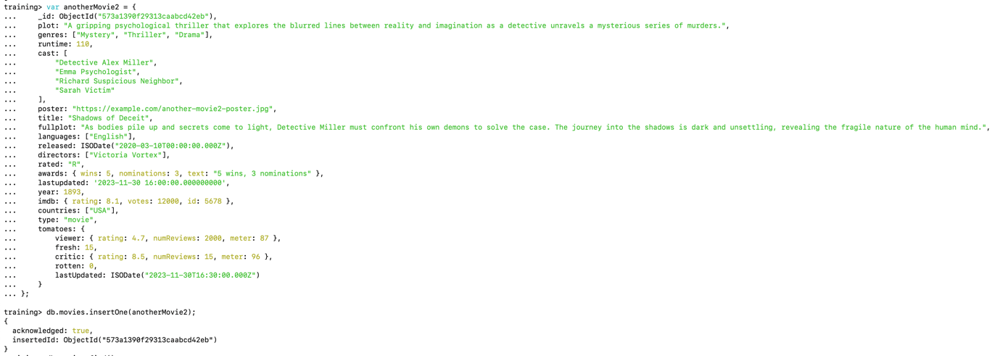 training> var anotherMovie2 = {
...     _id: ObjectId("573a1390f29313caabcd42eb"),
...     plot: "A gripping psychological thriller that explores the blurred lines between reality and imagination as a detective unravels a mysterious series of murders.",
...     genres: ["Mystery", "Thriller", "Drama"],
...     runtime: 110,
...     cast: [
...         "Detective Alex Miller",
...         "Emma Psychologist",
...         "Richard Suspicious Neighbor",
...         "Sarah Victim"
...     ],
...     poster: "https://example.com/another-movie2-poster.jpg",
...     title: "Shadows of Deceit",
...     fullplot: "As bodies pile up and secrets come to light, Detective Miller must confront his own demons to solve the case. The journey into the shadows is dark and unsettling, revealing the fragile nature of the human mind.",
...     languages: ["English"],
...     released: ISODate("2020-03-10T00:00:00.000Z"),
...     directors: ["Victoria Vortex"],
...     rated: "R",
...     awards: { wins: 5, nominations: 3, text: "5 wins, 3 nominations" },
...     lastupdated: '2023-11-30 16:00:00.000000000',
...     year: 1893,
...     imdb: { rating: 8.1, votes: 12000, id: 5678 },
...     countries: ["USA"],
...     type: "movie",
...     tomatoes: {
...         viewer: { rating: 4.7, numReviews: 2000, meter: 87 },
...         fresh: 15,
...         critic: { rating: 8.5, numReviews: 15, meter: 96 },
...         rotten: 0,
...         lastUpdated: ISODate("2023-11-30T16:30:00.000Z")
...     }
... };
training> db.movies.insertOne(anotherMovie2);
{
  acknowledged: true,
  insertedId: ObjectId("573a1390f29313caabcd42eb")
}